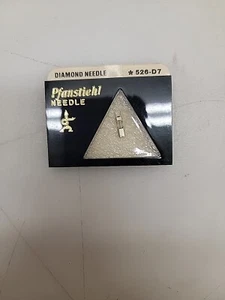 DIAMOND NEEDLE ★ 526-D7
Pfanstiehl
NEEDLE